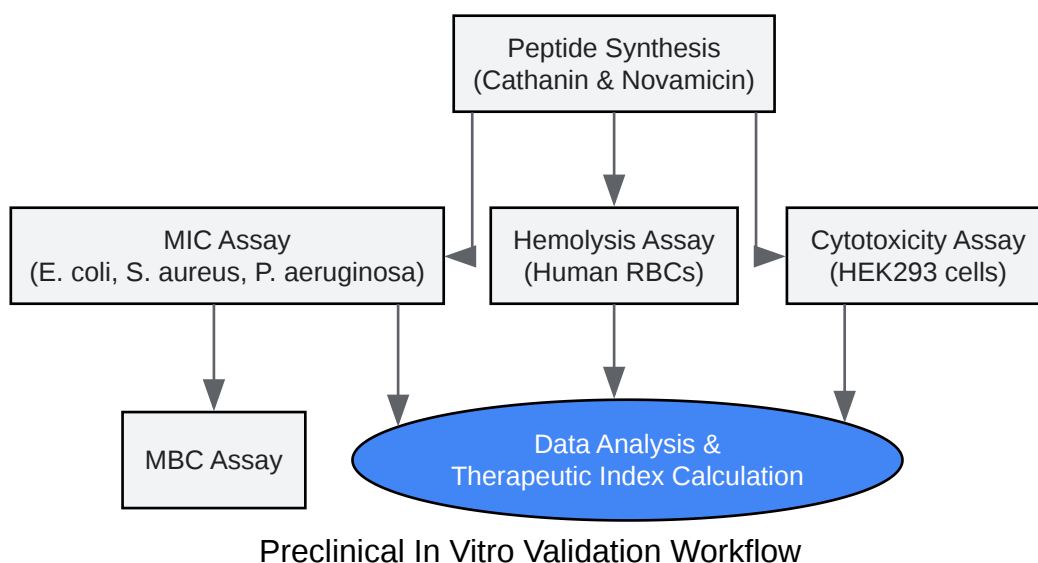 Peptide Synthesis
(Cathanin & Novamicin)
MIC Assay
(E. coli, S. aureus, P. aeruginosa)
Hemolysis Assay
(Human RBCs)
Cytotoxicity Assay
(HEK293 cells)
MBC Assay
Data Analysis &
Therapeutic Index Calculation
Preclinical In Vitro Validation Workflow